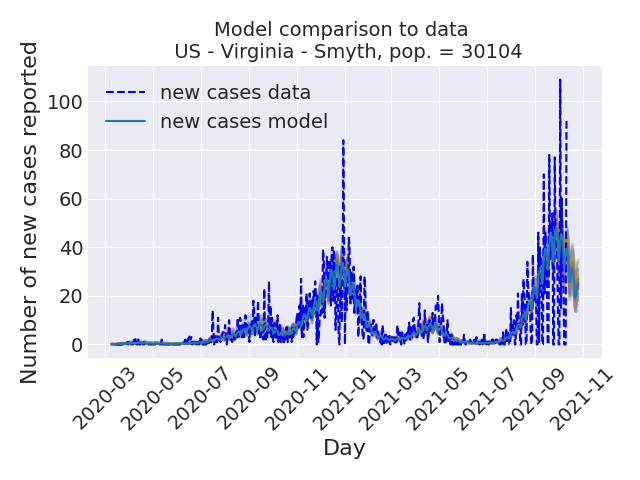 Model comparison to data
US - Virginia - Smyth, pop. = 30104
Number of new cases reported
new cases data
new cases model
100
80
60
40
20
0
2020-03
2020-05
2020-07
2020-09
2020-11
2021-01
2021-03
2021-05
2021-07
2021-09
2021-11
Day